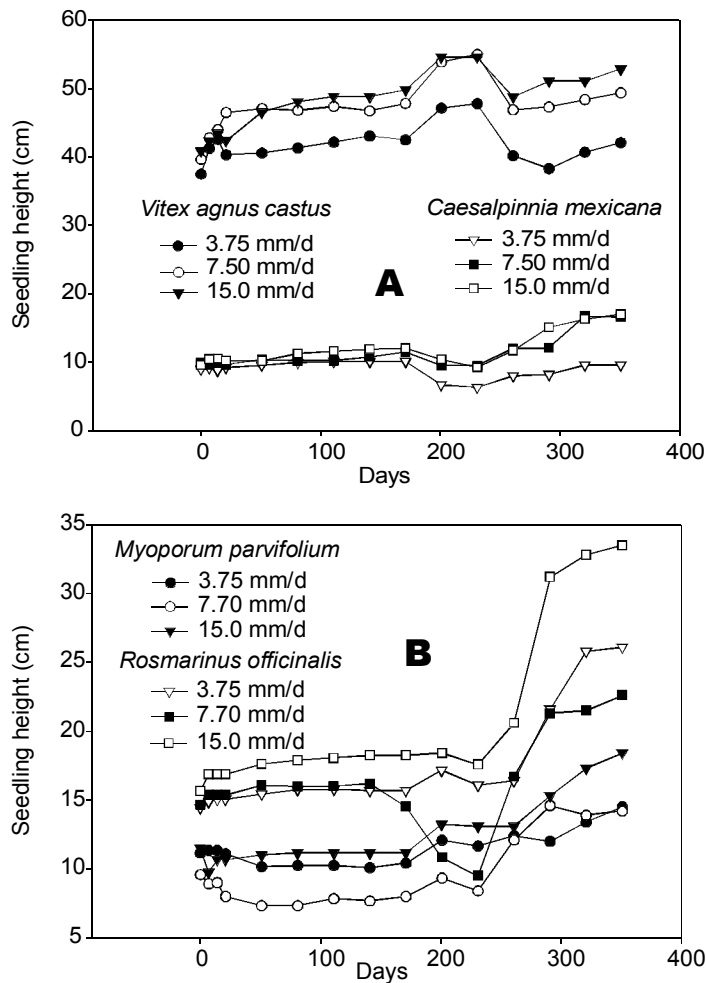 60
50
40
30
20
10
0
Seedling height (cm)
Vitex agnus castus
3.75 mm/d
7.50 mm/d
15.0 mm/d
A
Caesalpinnia mexicana
3.75 mm/d
7.50 mm/d
15.0 mm/d
0 100 200 300 400
Days
35
30
25
20
15
10
5
Seedling height (cm)
Myoporum parvifolium
3.75 mm/d
7.70 mm/d
15.0 mm/d
Rosmarinus officinalis
3.75 mm/d
7.70 mm/d
15.0 mm/d
B
0 100 200 300 400
Days